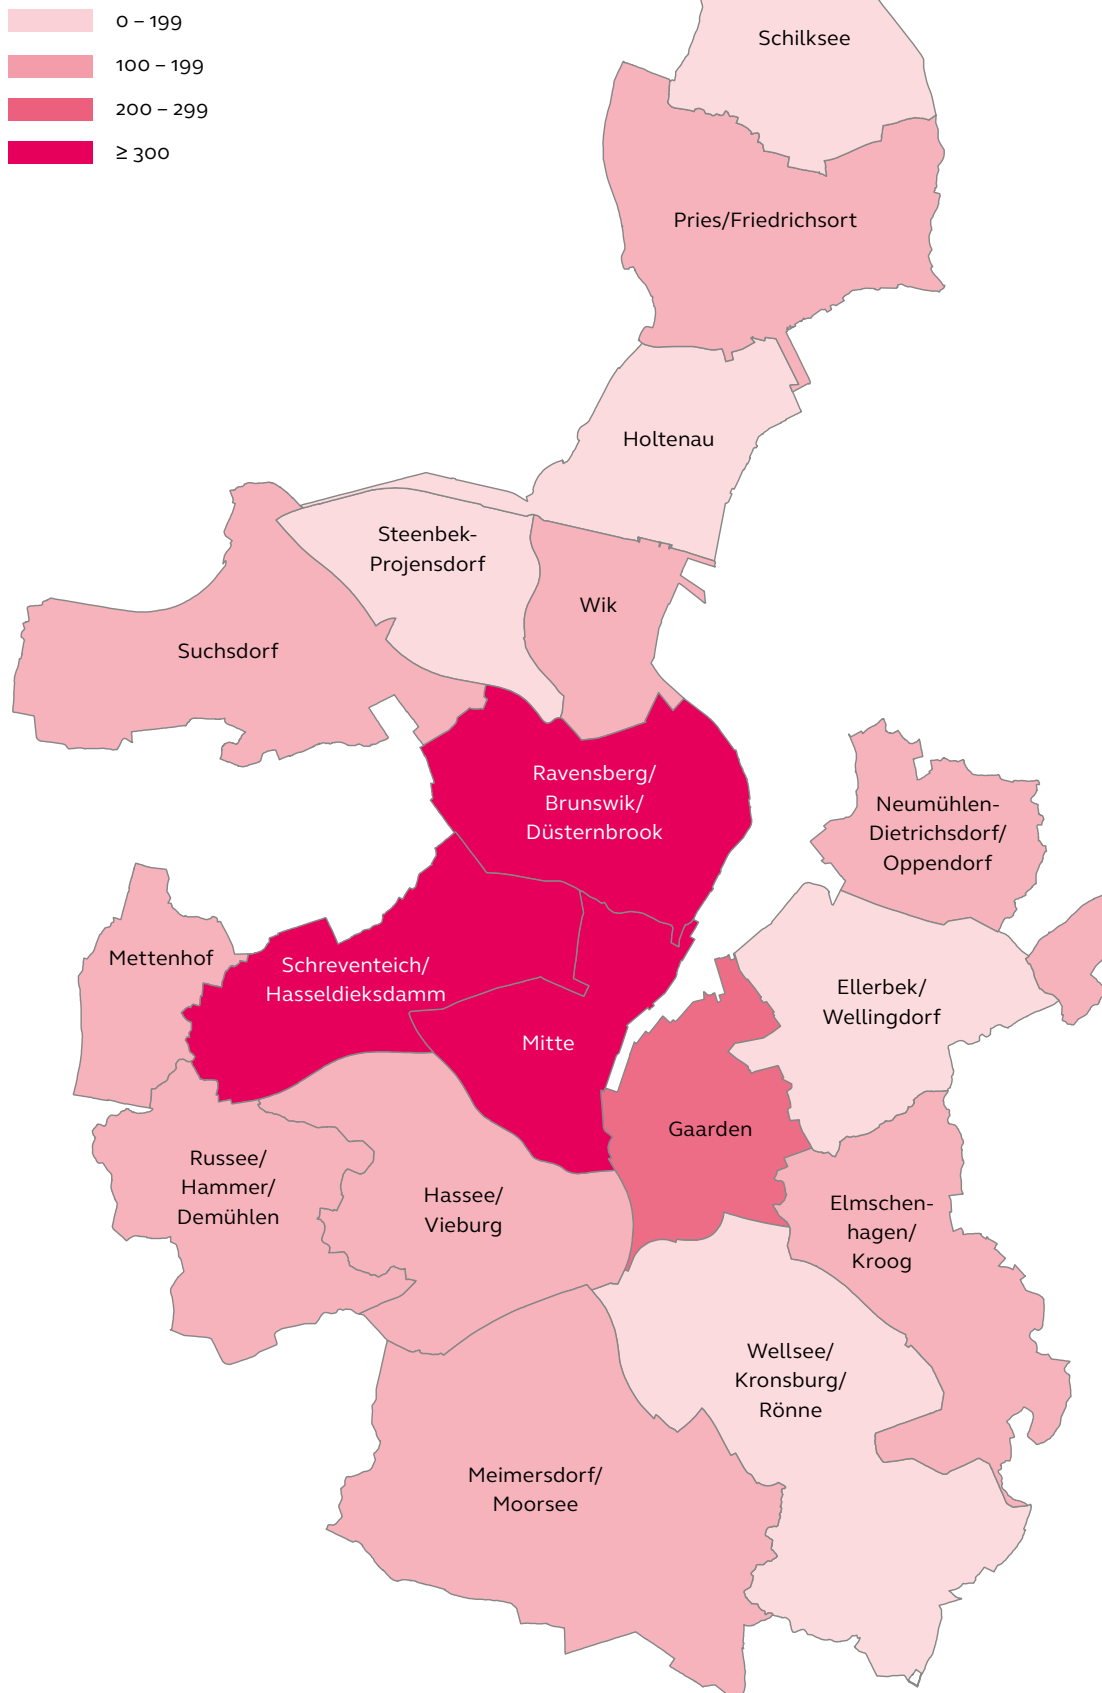 0 – 199
100 – 199
200 – 299
≥ 300
Schilksee
Pries/Friedrichsort
Holtenau
Steenbek-
Projensdorf
Wik
Suchsdorf
Ravensberg/
Brunswik/
Düsternbrook
Neumühlen-
Dietrichsdorf/
Oppendorf
Mettenhof
Schreventeich/
Hasseldieksdamm
Ellerbek/
Wellingdorf
Mitte
Gaarden
Russee/
Hammer/
Demühlen
Hassee/
Vieburg
Elmschen-
hagen/
Kroog
Wellsee/
Kronsburg/
Rönne
Meimersdorf/
Moorsee